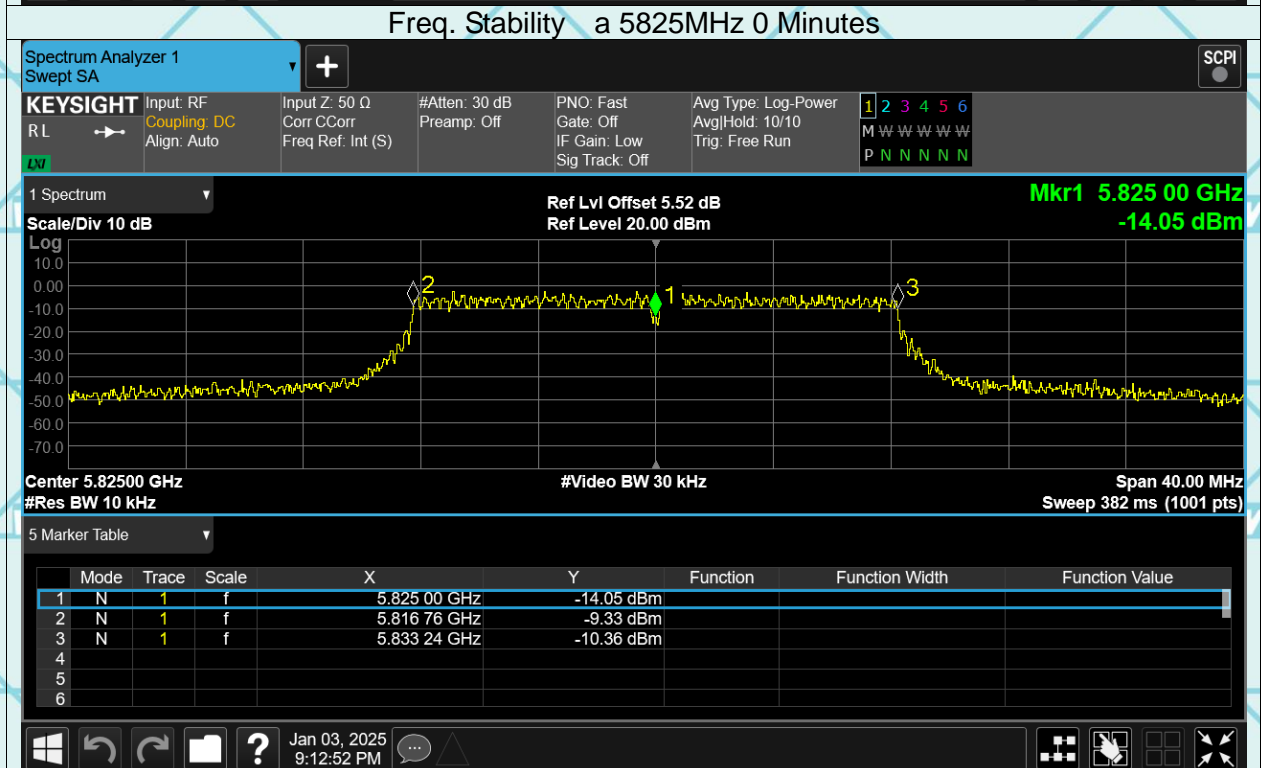 Freq. Stability a 5825MHz 0 Minutes
Spectrum Analyzer 1
Swept SA
+
SCPI
KEYSIGHT Input: RF Input Z: 50 Ω #Atten: 30 dB PNO: Fast Avg Type: Log-Power 1 2 3 4 5 6
RL Coupling: DC Corr CCorr Preamp: Off Gate: Off Avg|Hold: 10/10 M W W W W W
Align: Auto Freq Ref: Int (S) IF Gain: Low Trig: Free Run P N N N N N
LXI Sig Track: Off
1 Spectrum
Ref Lvl Offset 5.52 dB Mkr1 5.825 00 GHz
Scale/Div 10 dB Ref Level 20.00 dBm -14.05 dBm
Log
10.0
0.00
2 1 3
-10.0
-20.0
-30.0
-40.0
-50.0
-60.0
-70.0
Center 5.82500 GHz #Video BW 30 kHz Span 40.00 MHz
#Res BW 10 kHz Sweep 382 ms (1001 pts)
5 Marker Table
Mode Trace Scale X Y Function Function Width Function Value
1 N 1 f 5.825 00 GHz -14.05 dBm
2 N 1 f 5.816 76 GHz -9.33 dBm
3 N 1 f 5.833 24 GHz -10.36 dBm
4
5
6
? Jan 03, 2025
9:12:52 PM